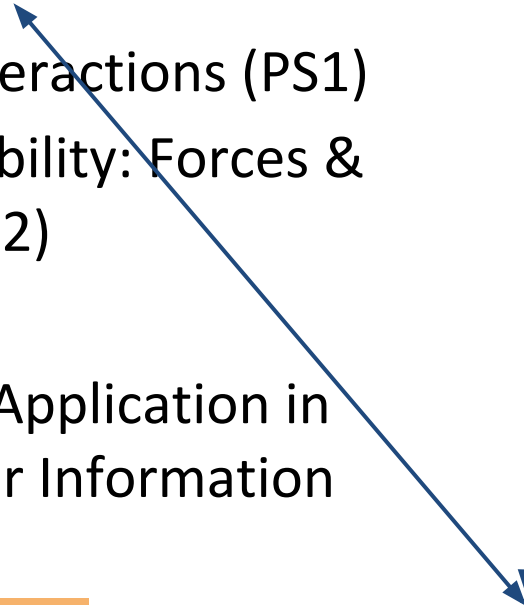 eractions (PS1)
bility: Forces &
2)
Application in
r Information